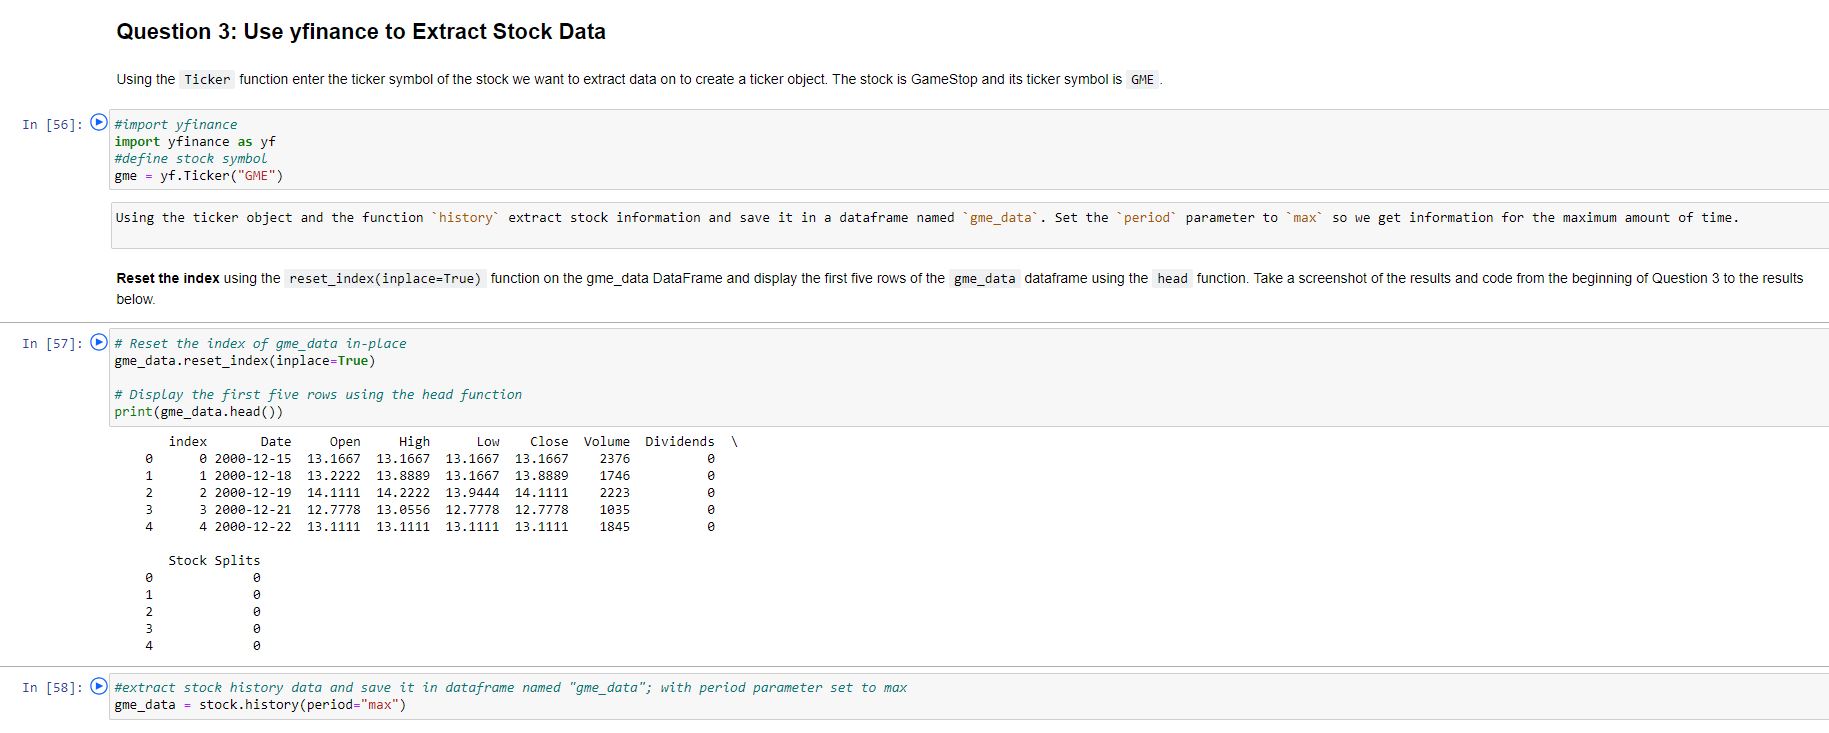 Question 3: Use yfinance to Extract Stock Data
Using the Ticker function enter the ticker symbol of the stock we want to extract data on to create a ticker object. The stock is GameStop and its ticker symbol is GME .
In [56]: #import yfinance
import yfinance as yf
#define stock symbol
gme = yf.Ticker("GME")
Using the ticker object and the function `history` extract stock information and save it in a dataframe named `gme_data`. Set the `period` parameter to `max` so we get information for the maximum amount of time.
Reset the index using the reset_index(inplace=True) function on the gme_data DataFrame and display the first five rows of the gme_data dataframe using the head function. Take a screenshot of the results and code from the beginning of Question 3 to the results
below.
In [57]: # Reset the index of gme_data in-place
gme_data.reset_index(inplace=True)
# Display the first five rows using the head function
print(gme_data.head())
index Date Open High Low Close Volume Dividends \
0 0 2000-12-15 13.1667 13.1667 13.1667 13.1667 2376 0
1 1 2000-12-18 13.2222 13.8889 13.1667 13.8889 1746 0
2 2 2000-12-19 14.1111 14.2222 13.9444 14.1111 2223 0
3 3 2000-12-21 12.7778 13.0556 12.7778 12.7778 1035 0
4 4 2000-12-22 13.1111 13.1111 13.1111 13.1111 1845 0
Stock Splits
0 0
1 0
2 0
3 0
4 0
In [58]: #extract stock history data and save it in dataframe named "gme_data"; with period parameter set to max
gme_data = stock.history(period="max")